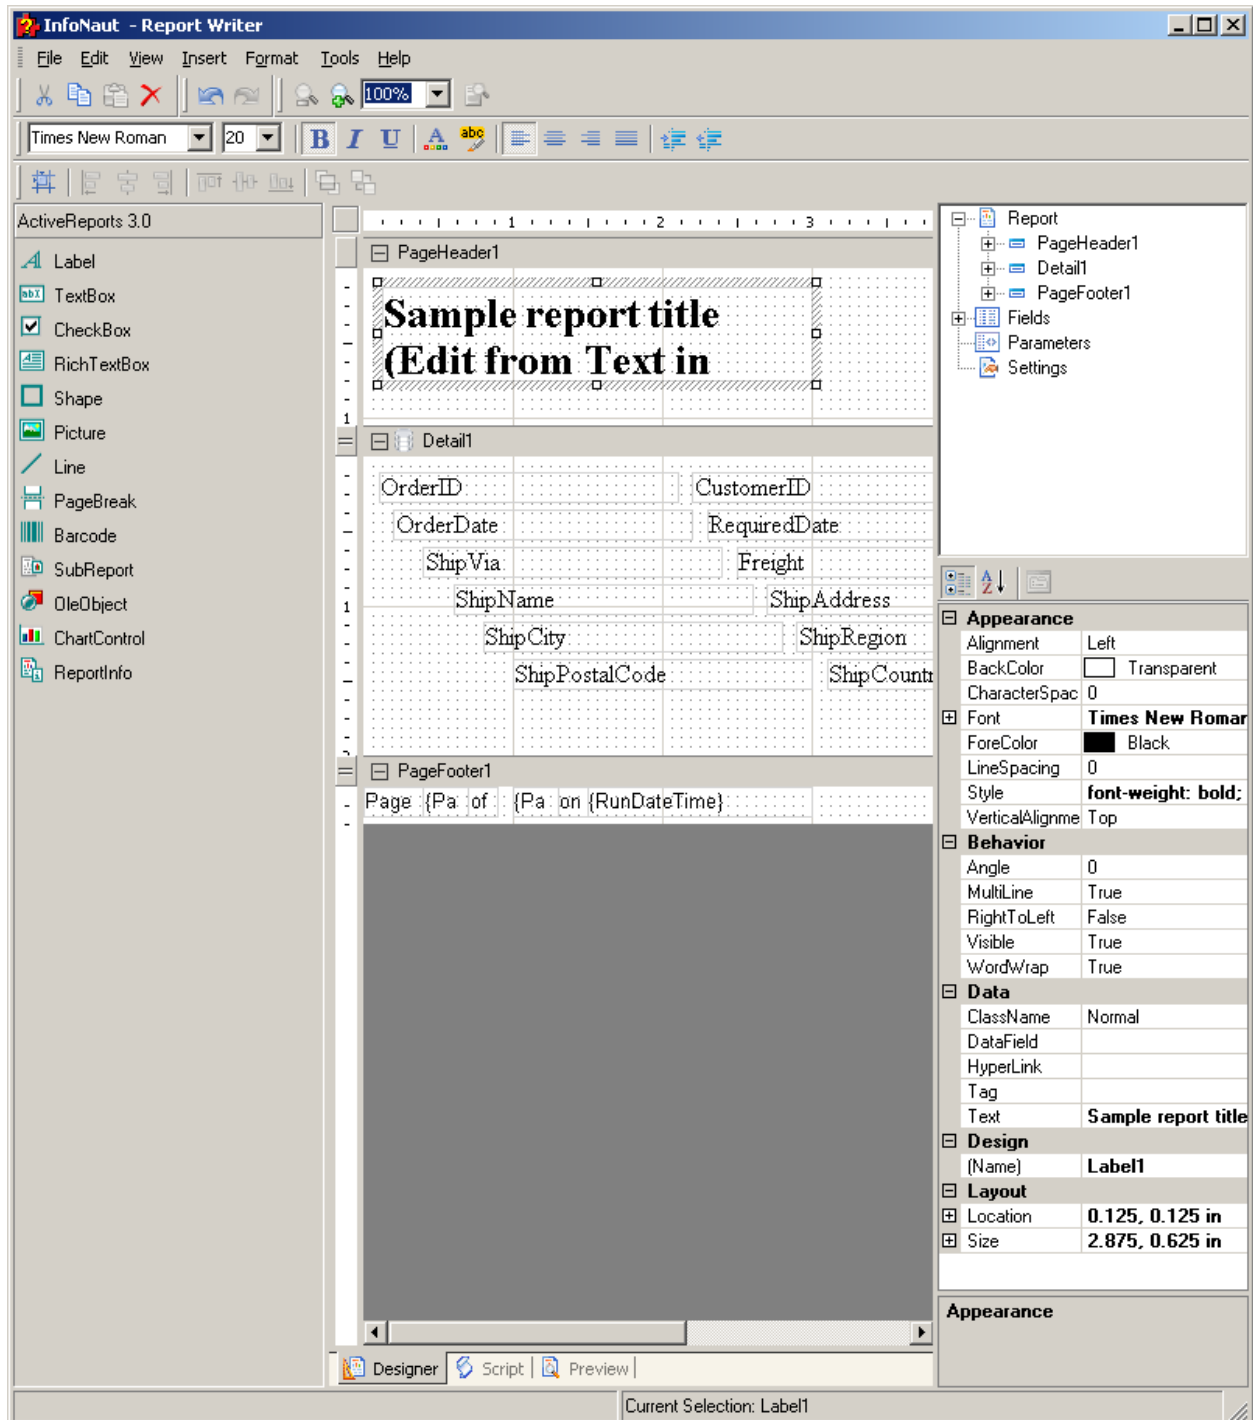 InfoNaut - Report Writer
File Edit View Insert Format Tools Help
100%
Times New Roman 20 B I U A abc
ActiveReports 3.0
Label
TextBox
CheckBox
RichTextBox
Shape
Picture
Line
PageBreak
Barcode
SubReport
OleObject
ChartControl
ReportInfo
1 2 3
PageHeader1
Sample report title
(Edit from Text in
1
Detail1
OrderID CustomerID
OrderDate RequiredDate
ShipVia Freight
1 ShipName ShipAddress
ShipCity ShipRegion
ShipPostalCode ShipCountr
PageFooter1
Page {Pa of {Pa on {RunDateTime}
Designer Script Preview
Report
PageHeader1
Detail1
PageFooter1
Fields
Parameters
Settings
Appearance
Alignment Left
BackColor Transparent
CharacterSpac 0
Font Times New Romar
ForeColor Black
LineSpacing 0
Style font-weight: bold;
VerticalAlignme Top
Behavior
Angle 0
MultiLine True
RightToLeft False
Visible True
WordWrap True
Data
ClassName Normal
DataField
HyperLink
Tag
Text Sample report title
Design
(Name) Label1
Layout
Location 0.125, 0.125 in
Size 2.875, 0.625 in
Appearance
Current Selection: Label1